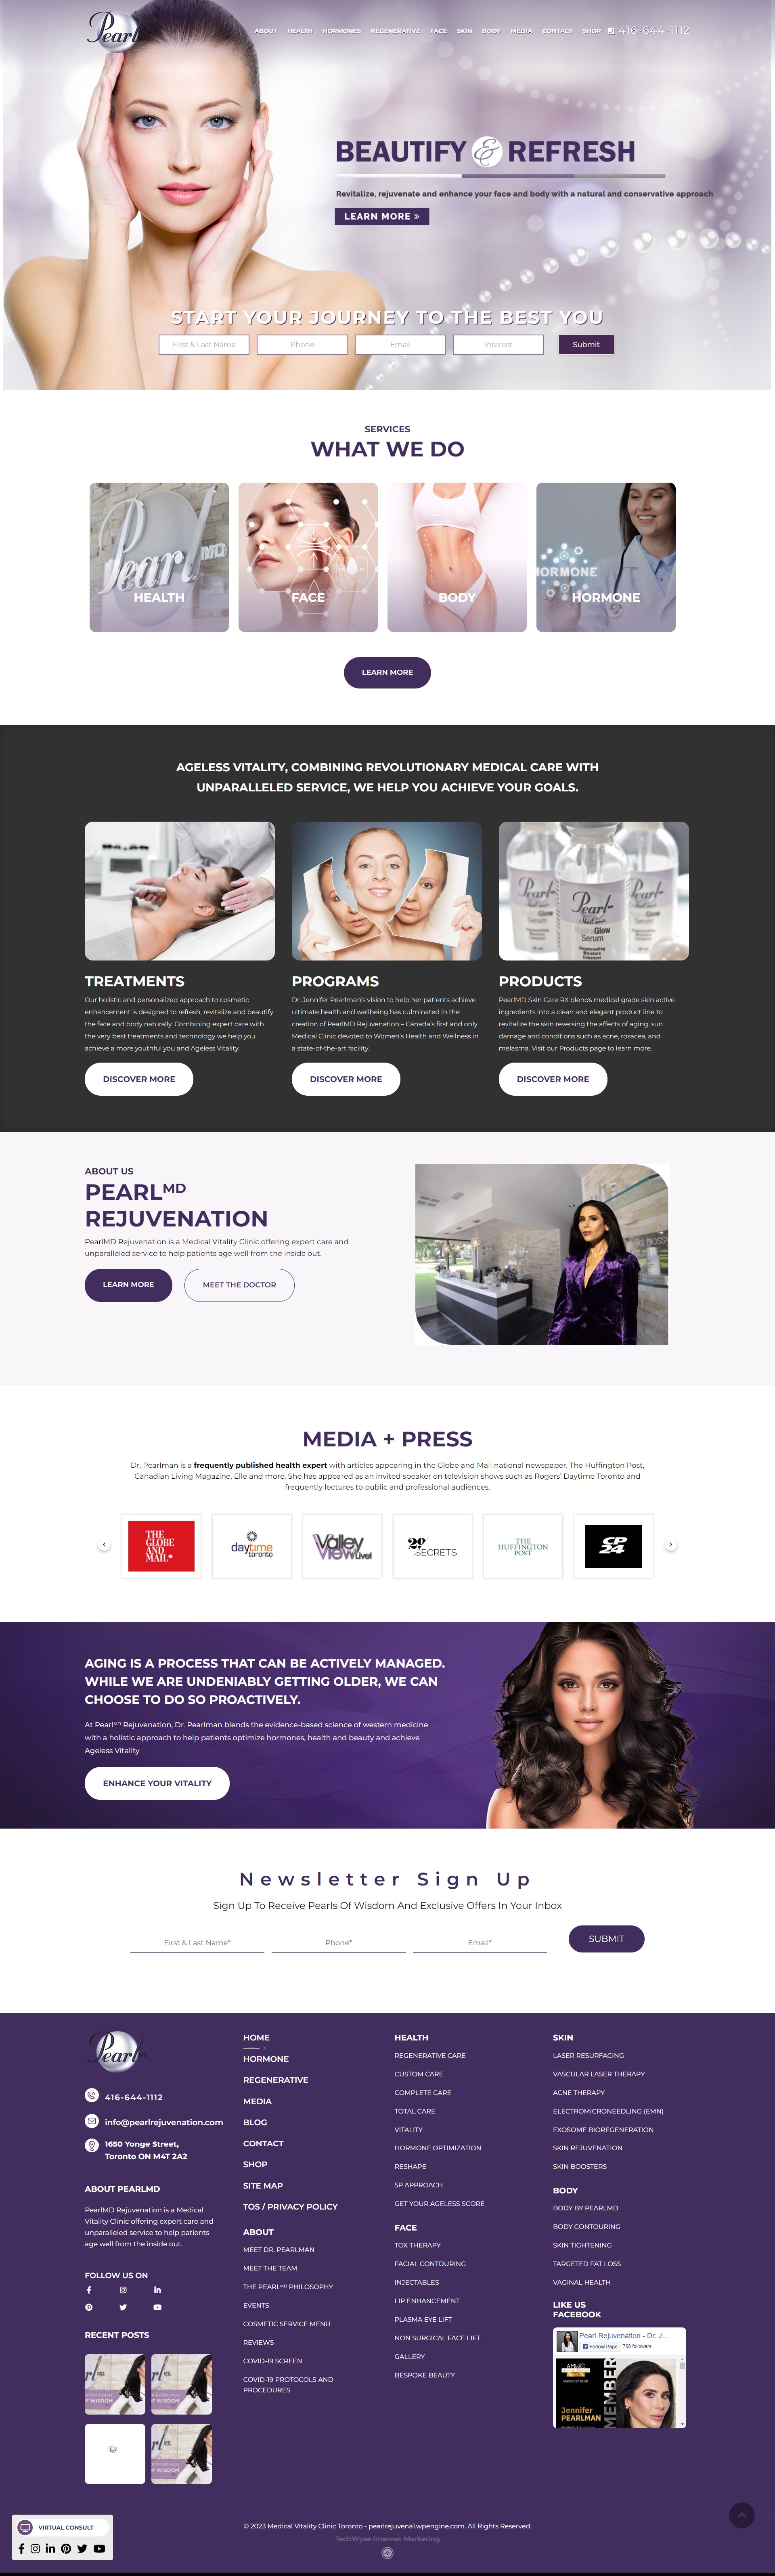 Pearl
ABOUT HEALTH HORMONES REGENERATIVE FACE SKIN BODY MEDIA CONTACT SHOP 416-644-1112
BEAUTIFY & REFRESH
Revitalize, rejuvenate and enhance your face and body with a natural and conservative approach
LEARN MORE »
START YOUR JOURNEY TO THE BEST YOU
First & Last Name Phone Email Interest Submit
SERVICES
WHAT WE DO
Pearl MD
HORMONE
HEALTH FACE BODY HORMONE
LEARN MORE
AGELESS VITALITY, COMBINING REVOLUTIONARY MEDICAL CARE WITH
UNPARALLELED SERVICE, WE HELP YOU ACHIEVE YOUR GOALS.
Pearl
SkinCare
HydraGlow
Serum
TREATMENTS
Our holistic and personalized approach to cosmetic
enhancement is designed to refresh, revitalize and beautify
the face and body naturally. Combining expert care with
the very best treatments and technology we help you
achieve a more youthful you and Ageless Vitality.
DISCOVER MORE
PROGRAMS
Dr. Jennifer Pearlman's vision to help her patients achieve
ultimate health and wellbeing has culminated in the
creation of PearlMD Rejuvenation – Canada's first and only
Medical Clinic devoted to Women's Health and Wellness in
a state-of-the-art facility.
DISCOVER MORE
PRODUCTS
PearlMD Skin Care RX blends medical grade skin active
ingredients into a clean and elegant product line to
revitalize the skin reversing the affects of aging, sun
damage and conditions such as acne, rosacea, and
melasma. Visit our Products page to learn more.
DISCOVER MORE
ABOUT US
PEARLMD
REJUVENATION
PearlMD Rejuvenation is a Medical Vitality Clinic offering expert care and
unparalleled service to help patients age well from the inside out.
LEARN MORE MEET THE DOCTOR
MEDIA + PRESS
Dr. Pearlman is a frequently published health expert with articles appearing in the Globe and Mail national newspaper, The Huffington Post,
Canadian Living Magazine, Elle and more. She has appeared as an invited speaker on television shows such as Rogers' Daytime Toronto and
frequently lectures to public and professional audiences.
THE
GLOBE
AND
MAIL
daytime
toronto
Valley
View Live!
29
SECRETS
THE
HUFFINGTON
POST
CP
24
AGING IS A PROCESS THAT CAN BE ACTIVELY MANAGED.
WHILE WE ARE UNDENIABLY GETTING OLDER, WE CAN
CHOOSE TO DO SO PROACTIVELY.
At PearlMD Rejuvenation, Dr. Pearlman blends the evidence-based science of western medicine
with a holistic approach to help patients optimize hormones, health and beauty and achieve
Ageless Vitality
ENHANCE YOUR VITALITY
Newsletter Sign Up
Sign Up To Receive Pearls Of Wisdom And Exclusive Offers In Your Inbox
First & Last Name* Phone* Email* SUBMIT
Pearl
416-644-1112
info@pearlrejuvenation.com
1650 Yonge Street,
Toronto ON M4T 2A2
ABOUT PEARLMD
PearlMD Rejuvenation is a Medical
Vitality Clinic offering expert care and
unparalleled service to help patients
age well from the inside out.
FOLLOW US ON
RECENT POSTS
HOME
HORMONE
REGENERATIVE
MEDIA
BLOG
CONTACT
SHOP
SITE MAP
TOS / PRIVACY POLICY
ABOUT
MEET DR. PEARLMAN
MEET THE TEAM
THE PEARLMD PHILOSOPHY
EVENTS
COSMETIC SERVICE MENU
REVIEWS
COVID-19 SCREEN
COVID-19 PROTOCOLS AND
PROCEDURES
HEALTH
REGENERATIVE CARE
CUSTOM CARE
COMPLETE CARE
TOTAL CARE
VITALITY
HORMONE OPTIMIZATION
RESHAPE
5P APPROACH
GET YOUR AGELESS SCORE
FACE
TOX THERAPY
FACIAL CONTOURING
INJECTABLES
LIP ENHANCEMENT
PLASMA EYE LIFT
NON SURGICAL FACE LIFT
GALLERY
BESPOKE BEAUTY
SKIN
LASER RESURFACING
VASCULAR LASER THERAPY
ACNE THERAPY
ELECTROMICRONEEDLING (EMN)
EXOSOME BIOREGENERATION
SKIN REJUVENATION
SKIN BOOSTERS
BODY
BODY BY PEARLMD
BODY CONTOURING
SKIN TIGHTENING
TARGETED FAT LOSS
VAGINAL HEALTH
LIKE US
FACEBOOK
Pearl Rejuvenation - Dr. J...
Follow Page
Jennifer
PEARLMAN
MEMBER
VIRTUAL CONSULT
© 2023 Medical Vitality Clinic Toronto - pearlrejuvenal.wpengine.com. All Rights Reserved.
TechWyse Internet Marketing